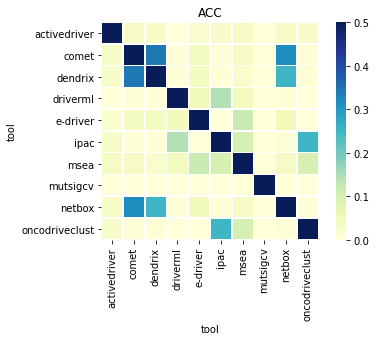 ACC
tool
activedriver
comet
dendrix
driverml
e-driver
ipac
msea
mutsigcv
netbox
oncodriveclust
activedriver
comet
dendrix
driverml
e-driver
ipac
msea
mutsigcv
netbox
oncodriveclust
tool
0.5
0.4
0.3
0.2
0.1
0.0